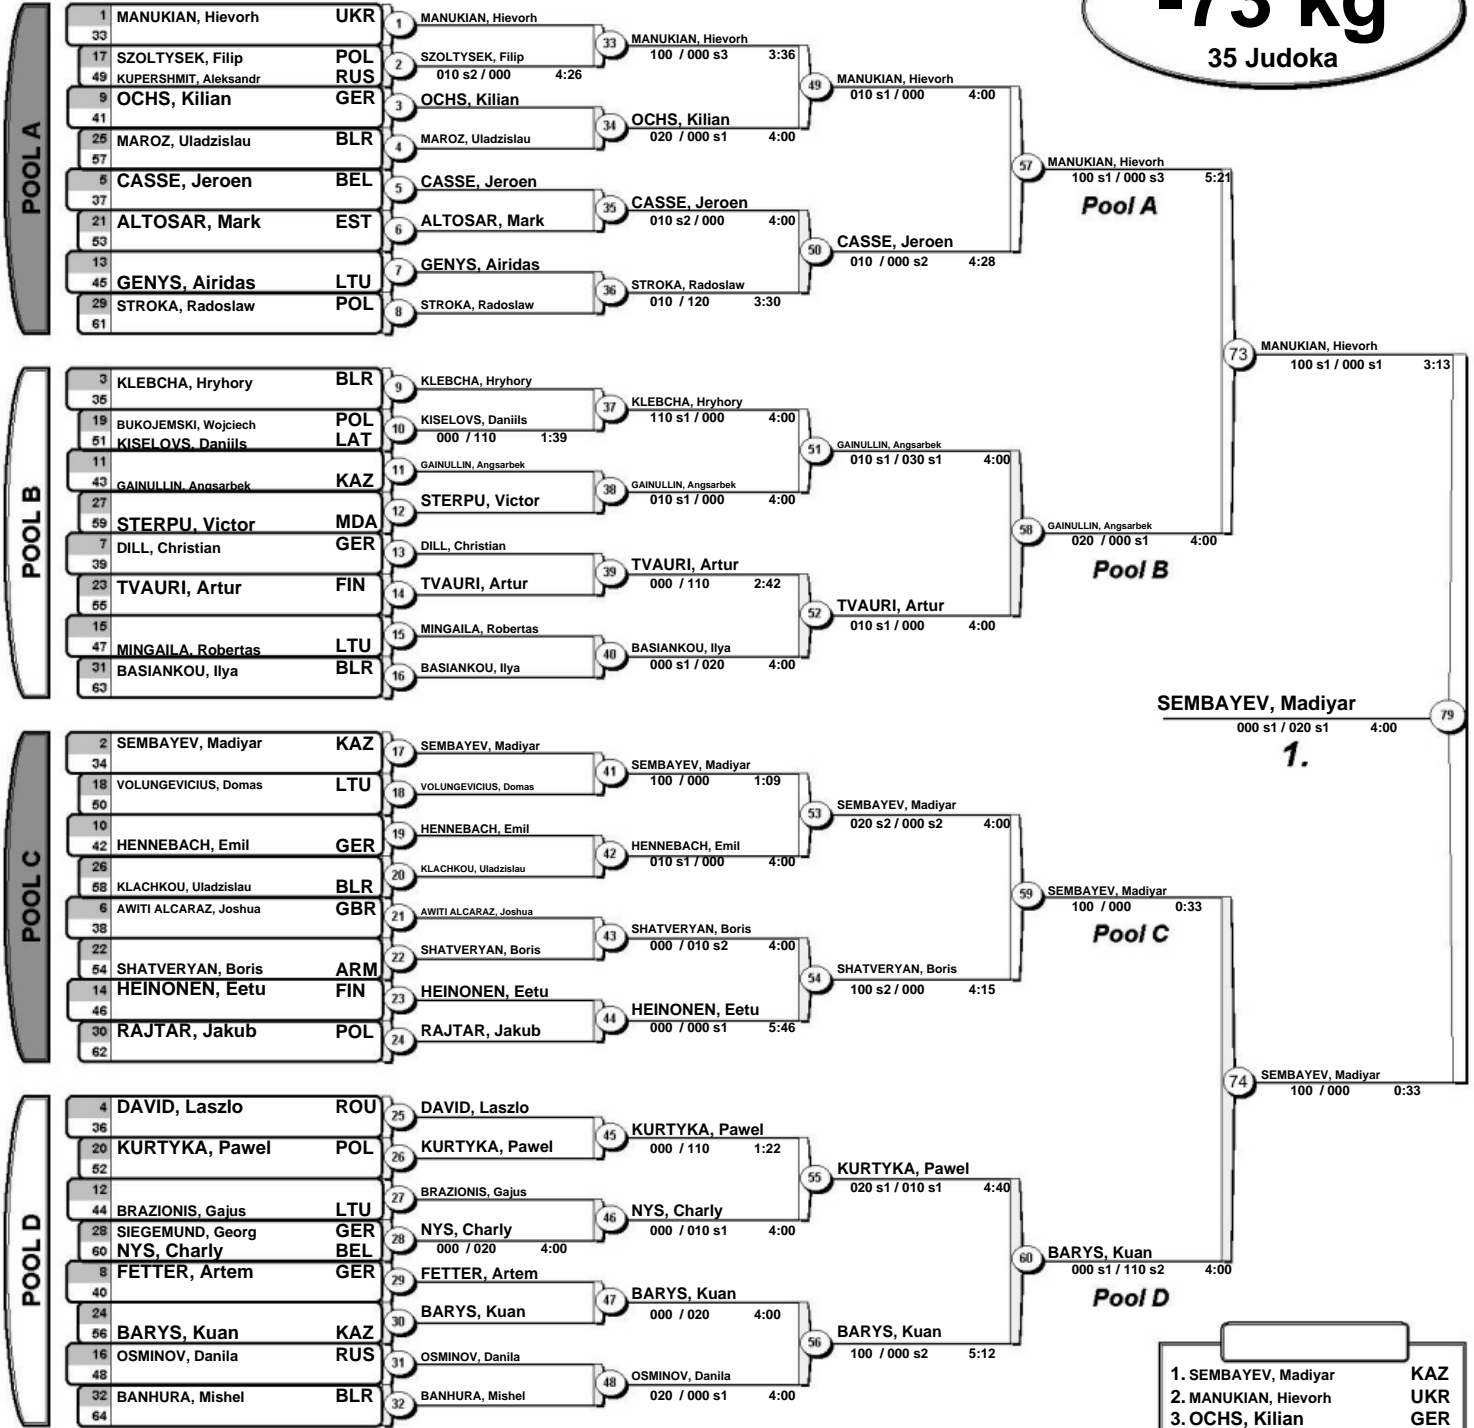 -73 kg
35 Judoka
POOL A
1 MANUKIAN, Hievorh UKR
33
17 SZOLTYSEK, Filip POL
49 KUPERSHMIT, Aleksandr RUS
9 OCHS, Kilian GER
41
25 MAROZ, Uladzislau BLR
57
5 CASSE, Jeroen BEL
37
21 ALTOSAR, Mark EST
53
13
45 GENYS, Airidas LTU
29 STROKA, Radoslaw POL
61
1 MANUKIAN, Hievorh
2 SZOLTYSEK, Filip
010 s2 / 000 4:26
3 OCHS, Kilian
4 MAROZ, Uladzislau
5 CASSE, Jeroen
6 ALTOSAR, Mark
7 GENYS, Airidas
8 STROKA, Radoslaw
33 MANUKIAN, Hievorh
100 / 000 s3 3:36
34 OCHS, Kilian
020 / 000 s1 4:00
35 CASSE, Jeroen
010 s2 / 000 4:00
36 STROKA, Radoslaw
010 / 120 3:30
49 MANUKIAN, Hievorh
010 s1 / 000 4:00
50 CASSE, Jeroen
010 / 000 s2 4:28
57 MANUKIAN, Hievorh
100 s1 / 000 s3 5:21
Pool A
POOL B
3 KLEBCHA, Hryhory BLR
35
19 BUKOJEMSKI, Wojciech POL
51 KISELOVS, Daniils LAT
11
43 GAINULLIN, Angsarbek KAZ
27
59 STERPU, Victor MDA
7 DILL, Christian GER
39
23 TVAURI, Artur FIN
55
15
47 MINGAILA, Robertas LTU
31 BASIANKOU, Ilya BLR
63
9 KLEBCHA, Hryhory
10 KISELOVS, Daniils
000 / 110 1:39
11 GAINULLIN, Angsarbek
12 STERPU, Victor
13 DILL, Christian
14 TVAURI, Artur
15 MINGAILA, Robertas
16 BASIANKOU, Ilya
37 KLEBCHA, Hryhory
110 s1 / 000 4:00
38 GAINULLIN, Angsarbek
010 s1 / 000 4:00
39 TVAURI, Artur
000 / 110 2:42
40 BASIANKOU, Ilya
000 s1 / 020 4:00
51 GAINULLIN, Angsarbek
010 s1 / 030 s1 4:00
52 TVAURI, Artur
010 s1 / 000 4:00
58 GAINULLIN, Angsarbek
020 / 000 s1 4:00
Pool B
73 MANUKIAN, Hievorh
100 s1 / 000 s1 3:13
SEMBAYEV, Madiyar 79
000 s1 / 020 s1 4:00
1.
POOL C
2 SEMBAYEV, Madiyar KAZ
34
18 VOLUNGEVICIUS, Domas LTU
50
10
42 HENNEBACH, Emil GER
26
58 KLACHKOU, Uladzislau BLR
6 AWITI ALCARAZ, Joshua GBR
38
22
54 SHATVERYAN, Boris ARM
14 HEINONEN, Eetu FIN
46
30 RAJTAR, Jakub POL
62
17 SEMBAYEV, Madiyar
18 VOLUNGEVICIUS, Domas
19 HENNEBACH, Emil
20 KLACHKOU, Uladzislau
21 AWITI ALCARAZ, Joshua
22 SHATVERYAN, Boris
23 HEINONEN, Eetu
24 RAJTAR, Jakub
41 SEMBAYEV, Madiyar
100 / 000 1:09
42 HENNEBACH, Emil
010 s1 / 000 4:00
43 SHATVERYAN, Boris
000 / 010 s2 4:00
44 HEINONEN, Eetu
000 / 000 s1 5:46
53 SEMBAYEV, Madiyar
020 s2 / 000 s2 4:00
54 SHATVERYAN, Boris
100 s2 / 000 4:15
59 SEMBAYEV, Madiyar
100 / 000 0:33
Pool C
POOL D
4 DAVID, Laszlo ROU
36
20 KURTYKA, Pawel POL
52
12
44 BRAZIONIS, Gajus LTU
28 SIEGEMUND, Georg GER
60 NYS, Charly BEL
8 FETTER, Artem GER
40
24
56 BARYS, Kuan KAZ
16 OSMINOV, Danila RUS
48
32 BANHURA, Mishel BLR
64
25 DAVID, Laszlo
26 KURTYKA, Pawel
27 BRAZIONIS, Gajus
28 NYS, Charly
000 / 020 4:00
29 FETTER, Artem
30 BARYS, Kuan
31 OSMINOV, Danila
32 BANHURA, Mishel
45 KURTYKA, Pawel
000 / 110 1:22
46 NYS, Charly
000 / 010 s1 4:00
47 BARYS, Kuan
000 / 020 4:00
48 OSMINOV, Danila
020 / 000 s1 4:00
55 KURTYKA, Pawel
020 s1 / 010 s1 4:40
56 BARYS, Kuan
100 / 000 s2 5:12
60 BARYS, Kuan
000 s1 / 110 s2 4:00
Pool D
74 SEMBAYEV, Madiyar
100 / 000 0:33
1. SEMBAYEV, Madiyar KAZ
2. MANUKIAN, Hievorh UKR
3. OCHS, Kilian GER